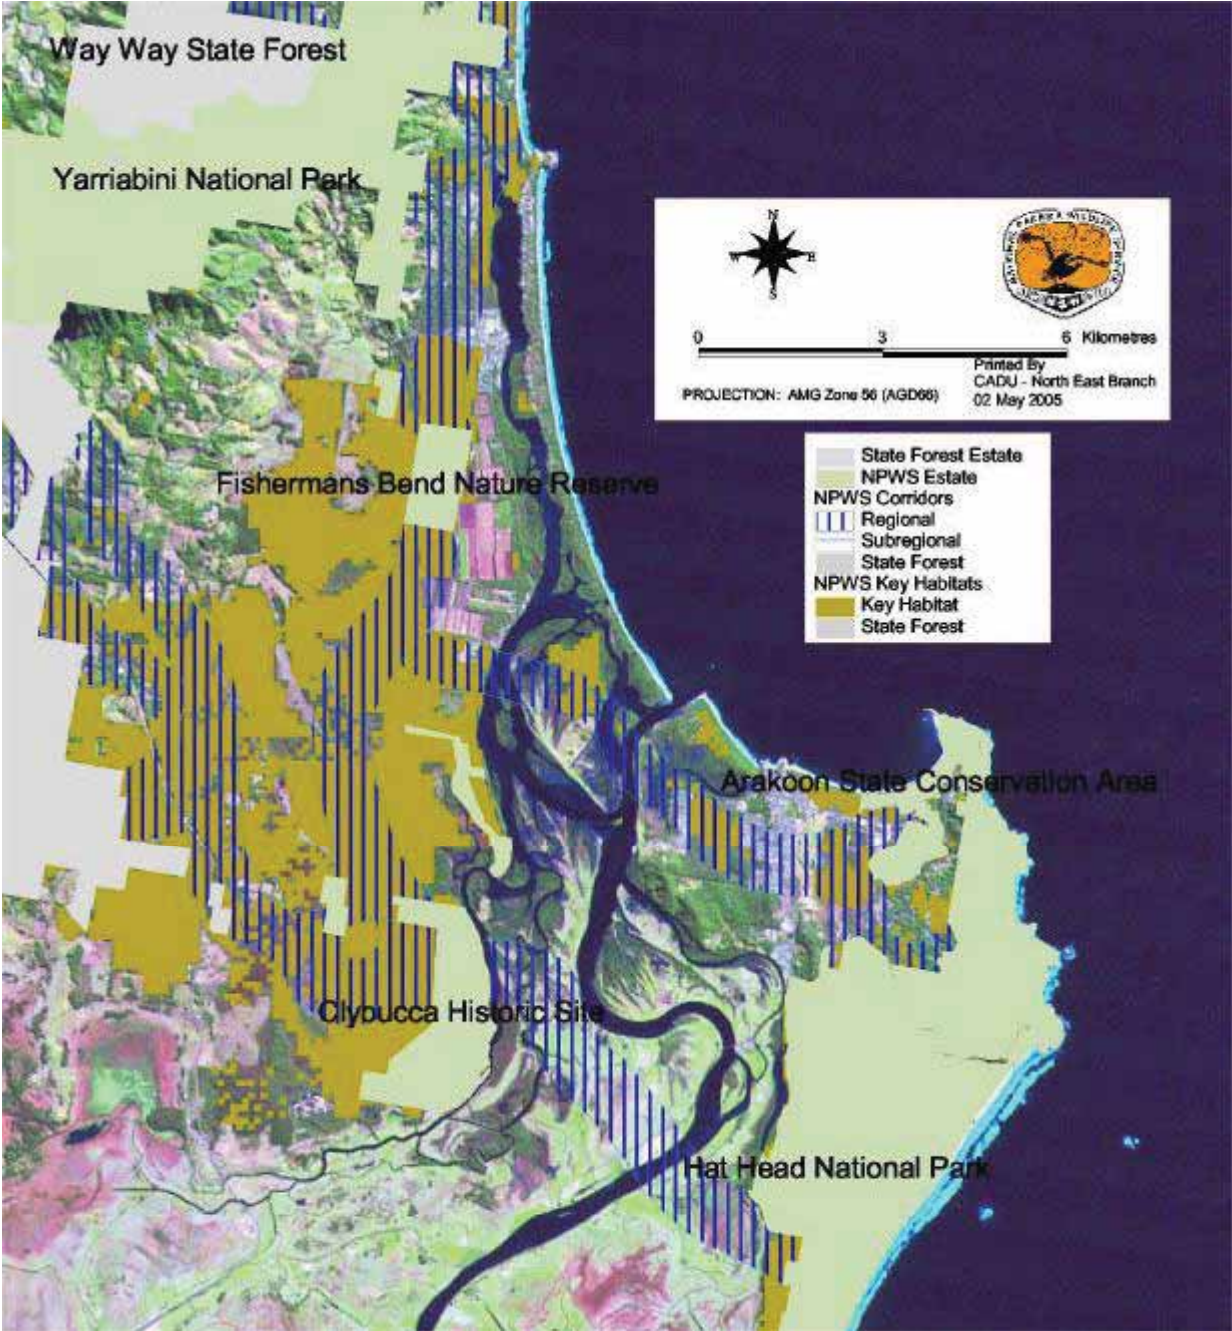 Way Way State Forest
Yarriabini National Park
N
W
S
0 3 6 Kilometres
Printed By
CADU - North East Branch
02 May 2005
PROJECTION: AMG Zone 56 (AGD66)
State Forest Estate
NPWS Estate
NPWS Corridors
Regional
Subregional
State Forest
NPWS Key Habitats
Key Habitat
State Forest
Fishermans Bend Nature Reserve
Arakoon State Conservation Area
Clybucca Historic Site
Hat Head National Park